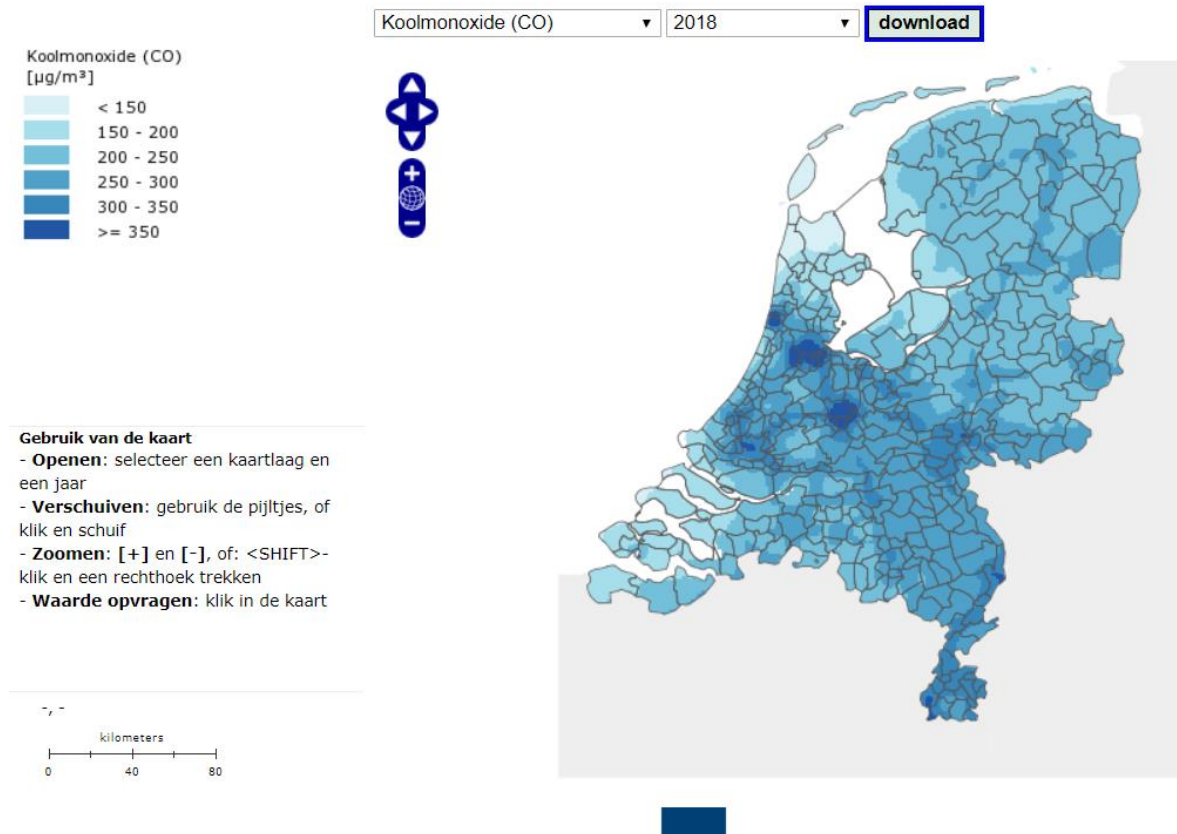 Koolmonoxide (CO)
2018
download
Koolmonoxide (CO)
[µg/m³]
< 150
150 - 200
200 - 250
250 - 300
300 - 350
>= 350
Gebruik van de kaart
- Openen: selecteer een kaartlaag en
een jaar
- Verschuiven: gebruik de pijltjes, of
klik en schuif
- Zoomen: [+] en [-], of: <SHIFT>-
klik en een rechthoek trekken
- Waarde opvragen: klik in de kaart
-, -
kilometers
0 40 80